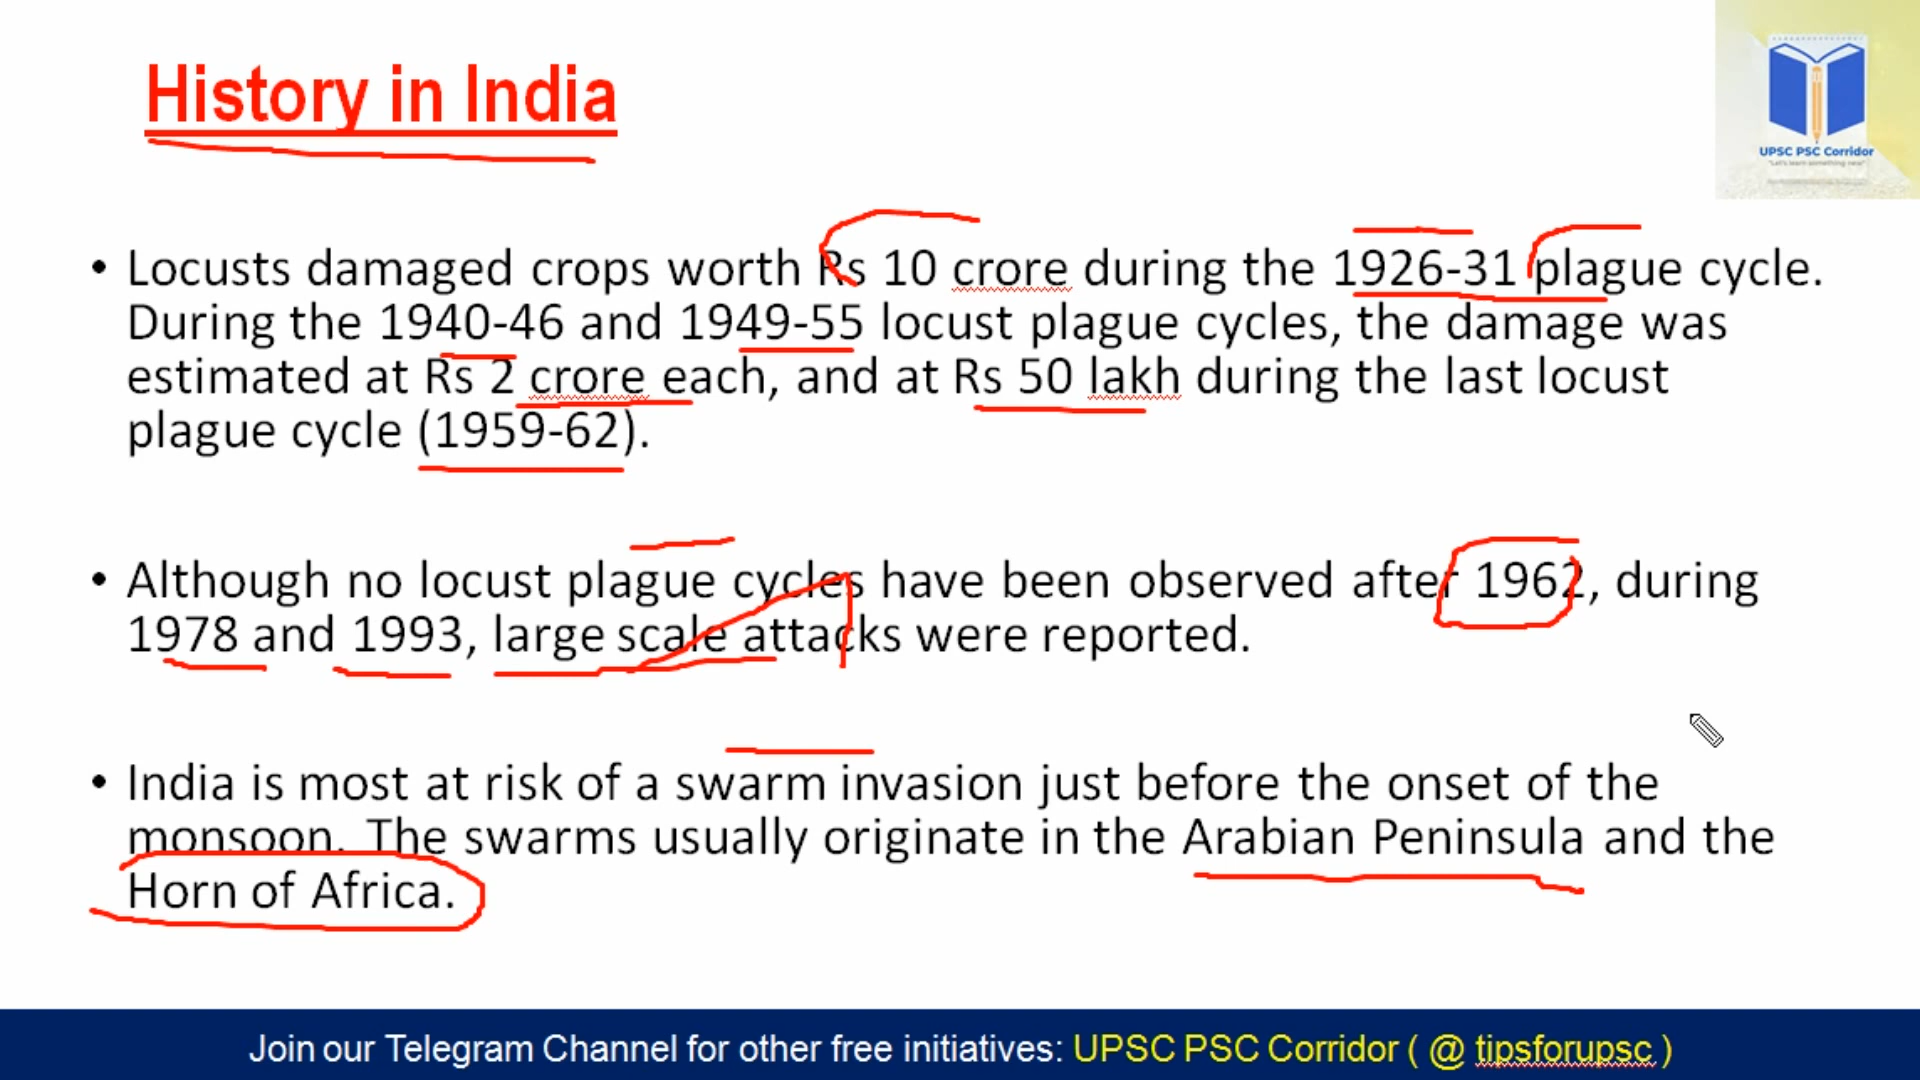 History in India
UPSC PSC Corridor
"Let's learn something new"
• Locusts damaged crops worth Rs 10 crore during the 1926-31 plague cycle.
During the 1940-46 and 1949-55 locust plague cycles, the damage was
estimated at Rs 2 crore each, and at Rs 50 lakh during the last locust
plague cycle (1959-62).
• Although no locust plague cycles have been observed after 1962, during
1978 and 1993, large scale attacks were reported.
• India is most at risk of a swarm invasion just before the onset of the
monsoon. The swarms usually originate in the Arabian Peninsula and the
Horn of Africa.
Join our Telegram Channel for other free initiatives: UPSC PSC Corridor ( @ tipsforupsc )